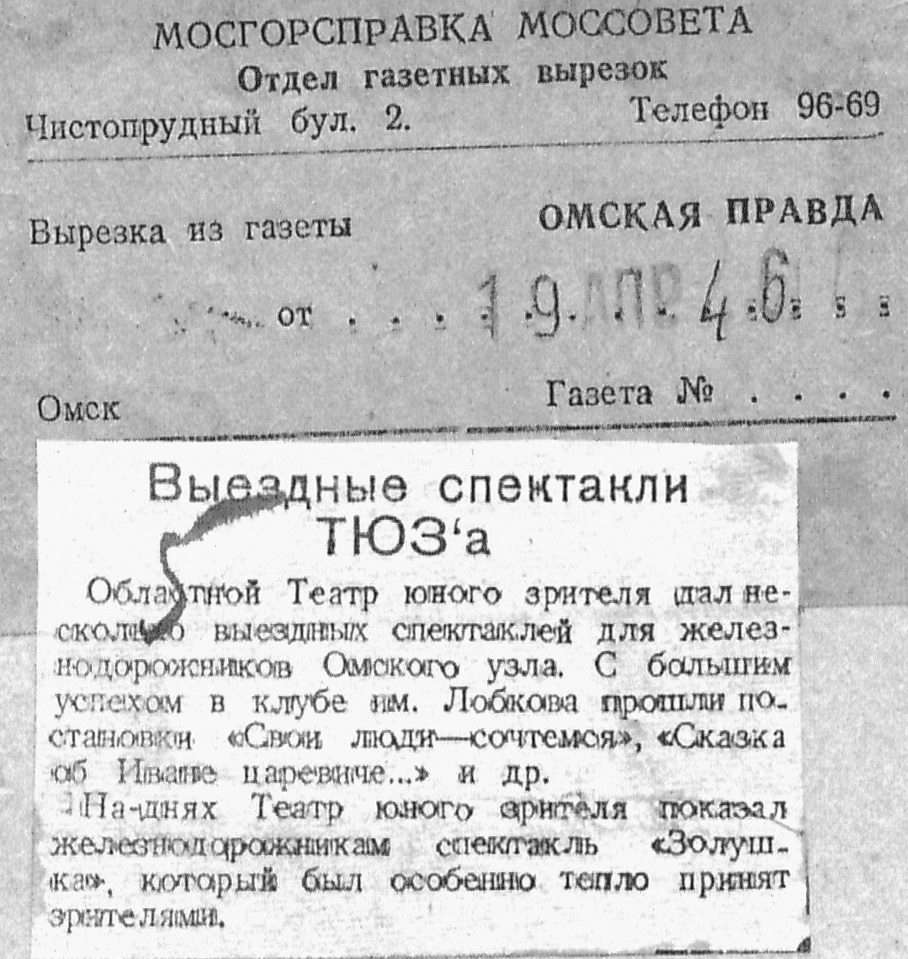 МОСГОРСПРАВКА МОССОВЕТА
Отдел газетных вырезок
Чистопрудный бул. 2. Телефон 96-69
Вырезка из газеты ОМСКАЯ ПРАВДА
от . . . . 19. АПР 46 . .
Омск Газета № . . . .
Выездные спектакли
ТЮЗ‘а
Областной Театр юного зрителя дал не-
сколько выездных спектаклей для желез-
нодорожников Омского узла. С большим
успехом в клубе им. Лобкова прошли по-
становки «Свои люди—сочтемся», «Сказка
об Иване царевиче...» и др.
На-днях Театр юного зрителя показал
железнодорожникам спектакль «Золуш-
ка», который был особенно тепло принят
зрителями.